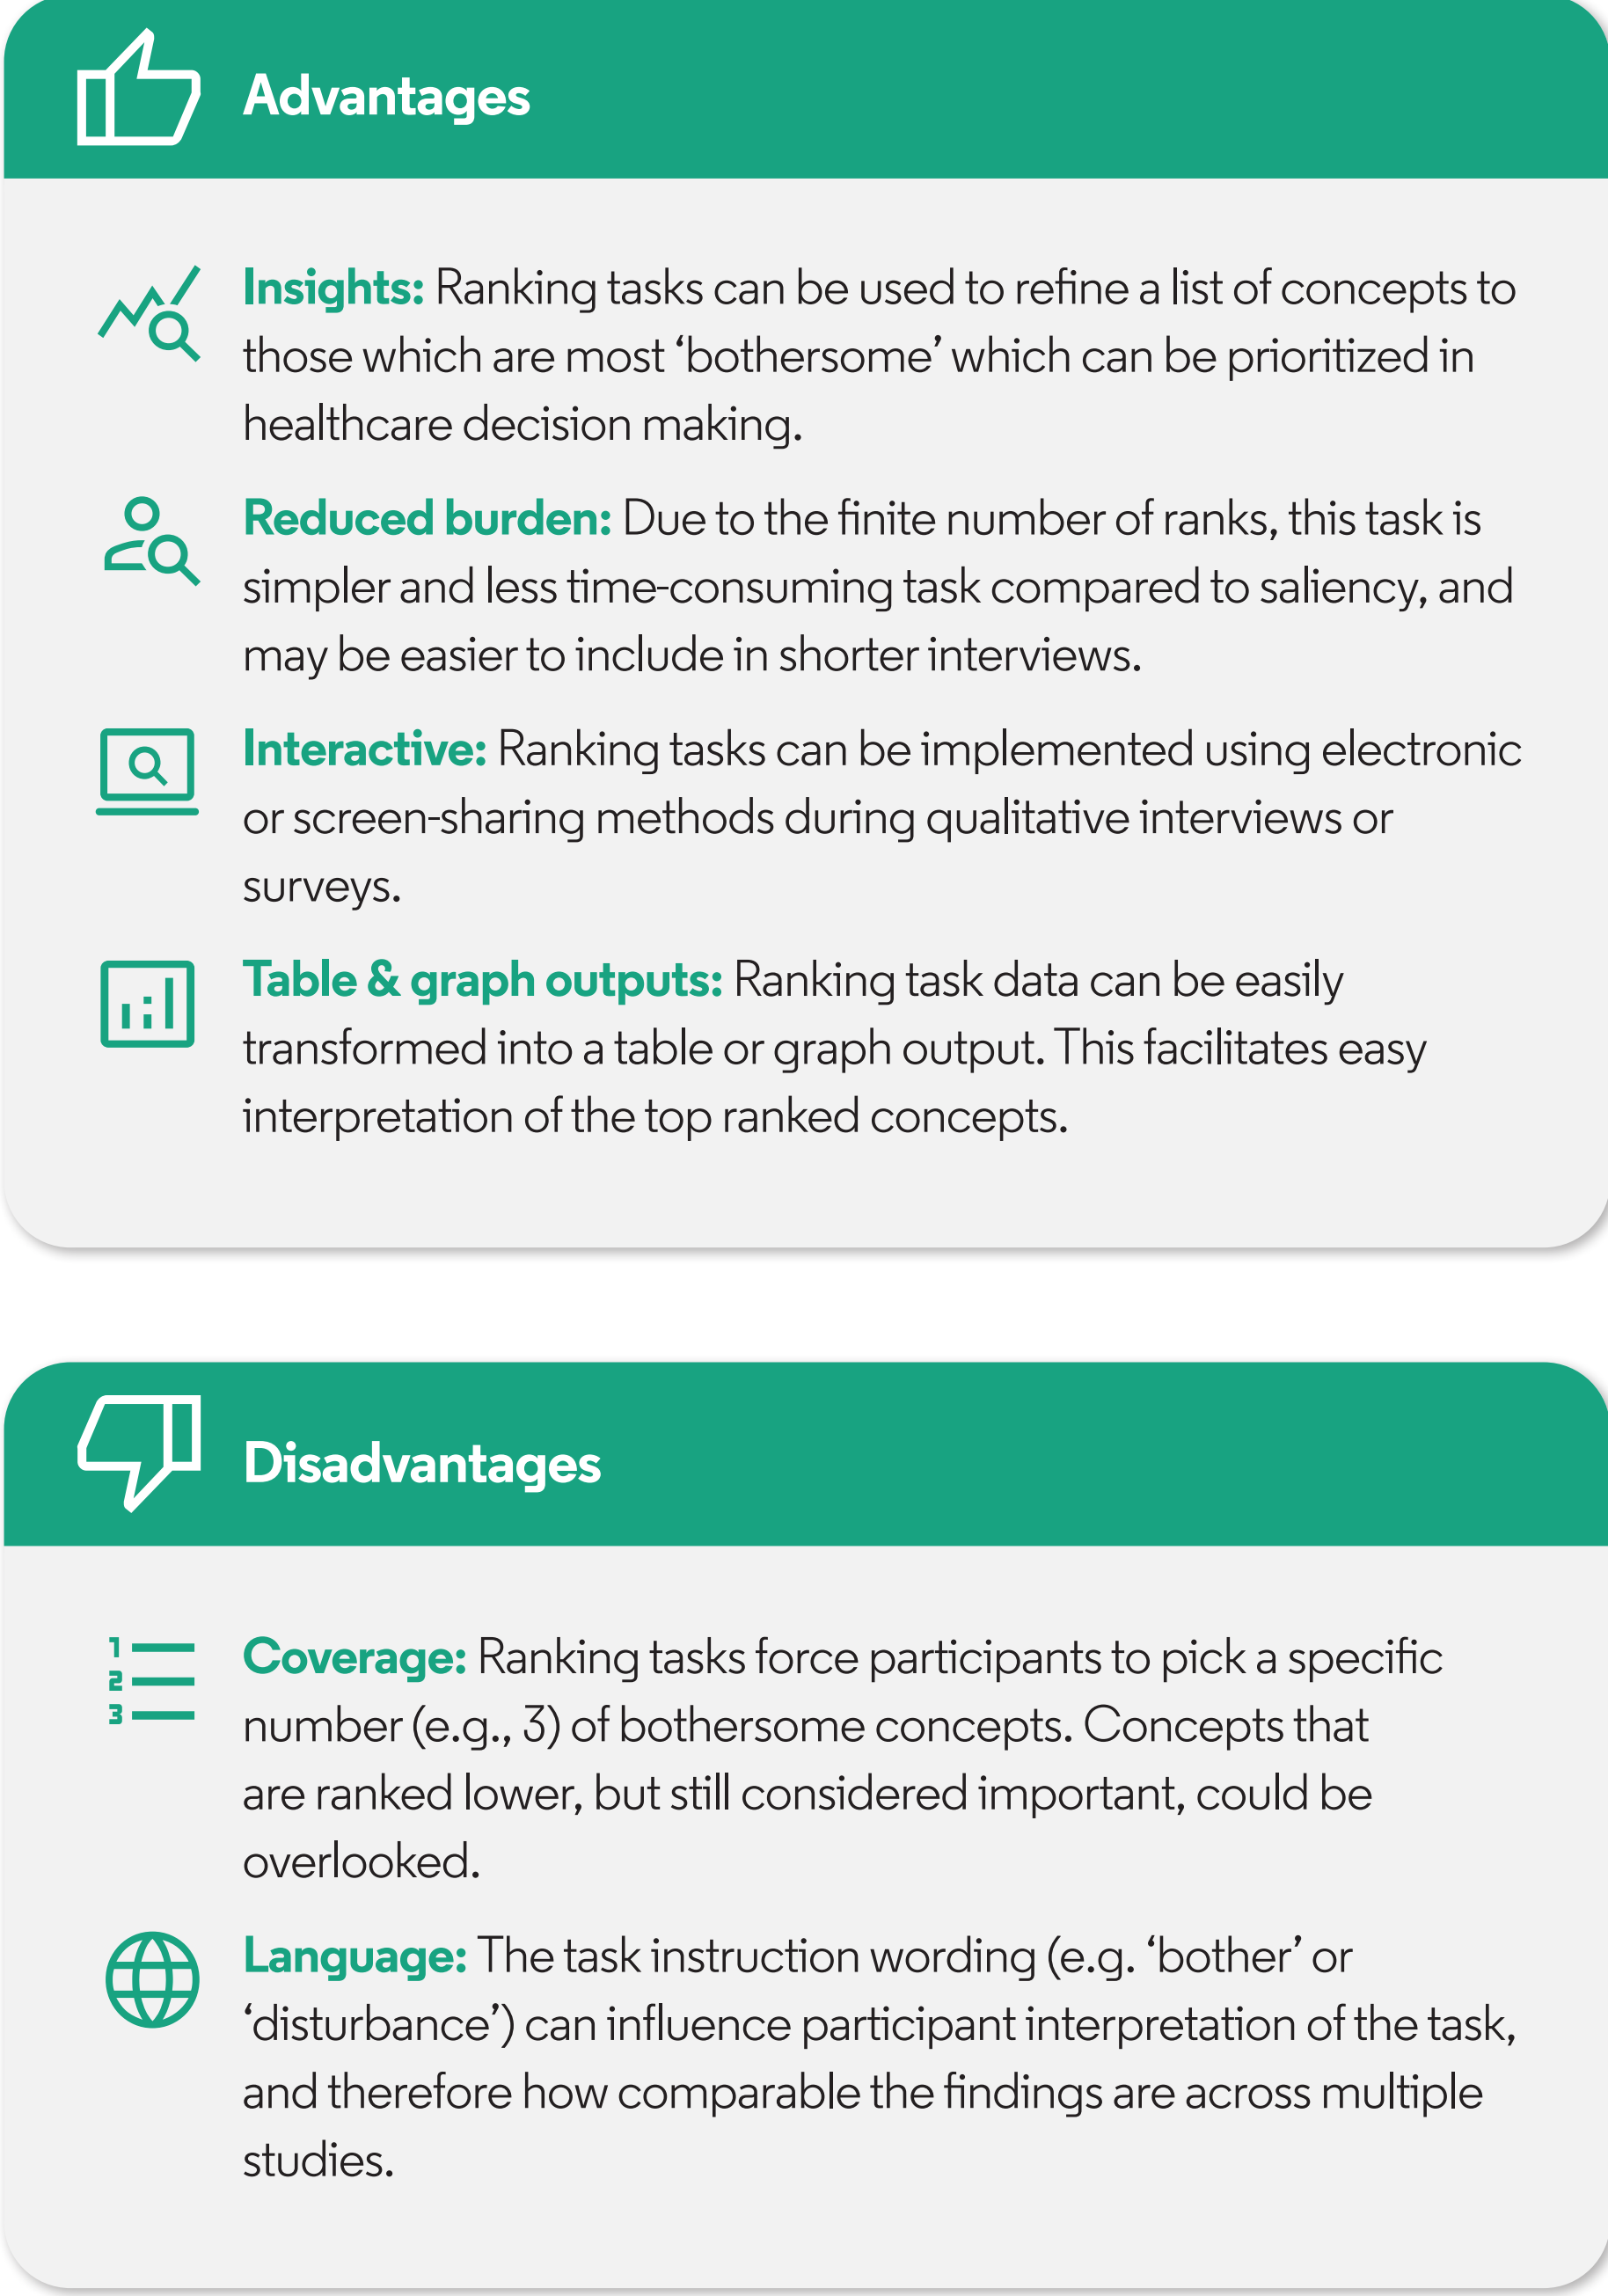 Advantages
Insights: Ranking tasks can be used to refine a list of concepts to
those which are most ‘bothersome’ which can be prioritized in
healthcare decision making.
Reduced burden: Due to the finite number of ranks, this task is
simpler and less time-consuming task compared to saliency, and
may be easier to include in shorter interviews.
Interactive: Ranking tasks can be implemented using electronic
or screen-sharing methods during qualitative interviews or
surveys.
Table & graph outputs: Ranking task data can be easily
transformed into a table or graph output. This facilitates easy
interpretation of the top ranked concepts.
Disadvantages
1
2
3
Coverage: Ranking tasks force participants to pick a specific
number (e.g., 3) of bothersome concepts. Concepts that
are ranked lower, but still considered important, could be
overlooked.
Language: The task instruction wording (e.g. ‘bother’ or
‘disturbance’) can influence participant interpretation of the task,
and therefore how comparable the findings are across multiple
studies.